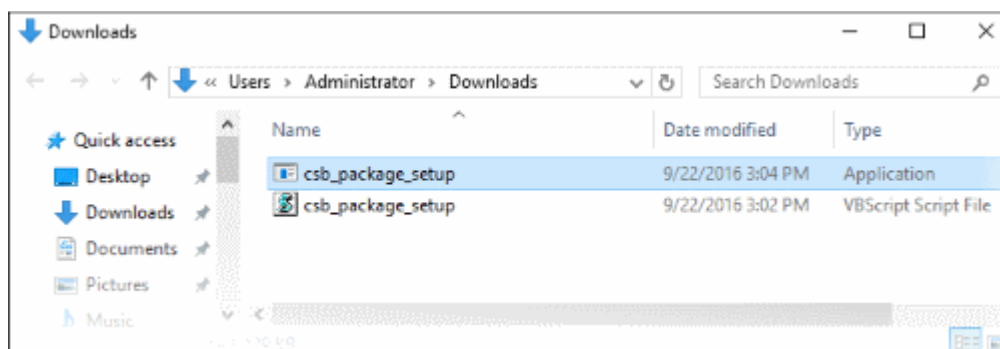 Downloads
« Users > Administrator > Downloads
Search Downloads
Name Date modified Type
Quick access
Desktop
Downloads
Documents
Pictures
Music
csb_package_setup 9/22/2016 3:04 PM Application
csb_package_setup 9/22/2016 3:02 PM VBScript Script File